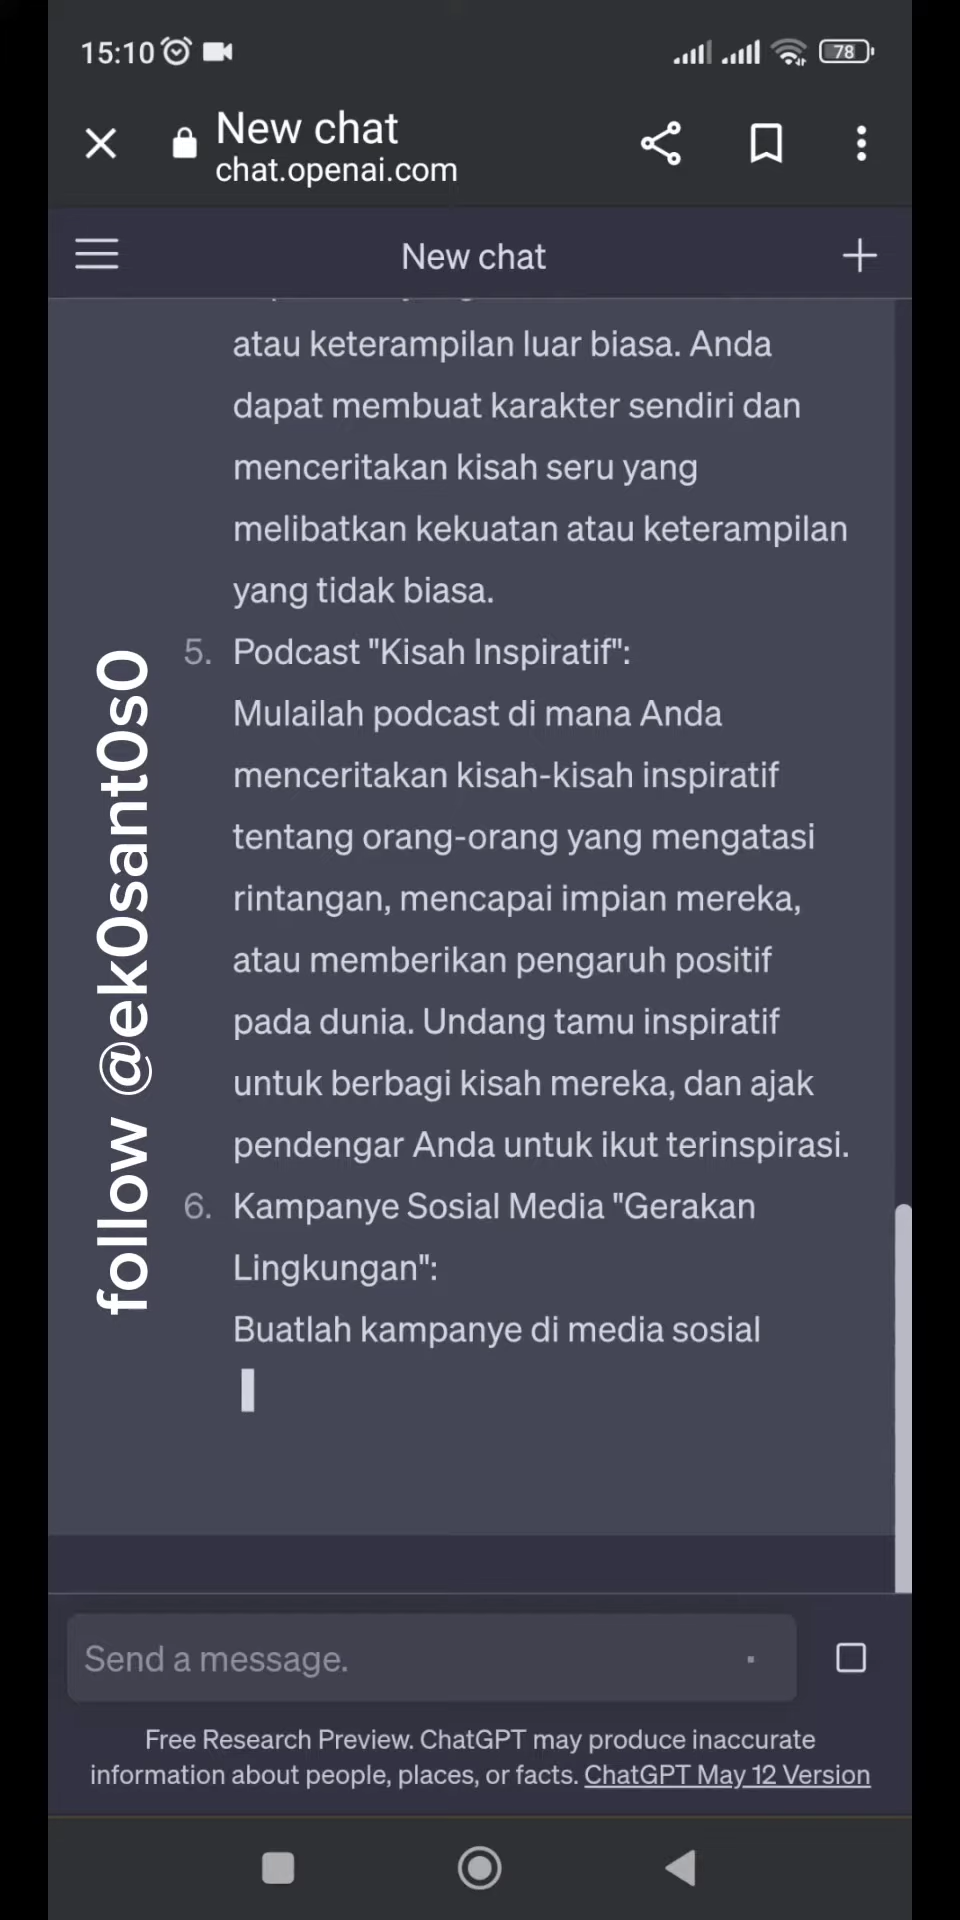 15:10
78
New chat
chat.openai.com
New chat
atau keterampilan luar biasa. Anda
dapat membuat karakter sendiri dan
menceritakan kisah seru yang
melibatkan kekuatan atau keterampilan
yang tidak biasa.
5. Podcast "Kisah Inspiratif":
Mulailah podcast di mana Anda
menceritakan kisah-kisah inspiratif
tentang orang-orang yang mengatasi
rintangan, mencapai impian mereka,
atau memberikan pengaruh positif
pada dunia. Undang tamu inspiratif
untuk berbagi kisah mereka, dan ajak
pendengar Anda untuk ikut terinspirasi.
6. Kampanye Sosial Media "Gerakan
Lingkungan":
Buatlah kampanye di media sosial
follow @ek0sant0s0
Send a message.
Free Research Preview. ChatGPT may produce inaccurate
information about people, places, or facts. ChatGPT May 12 Version